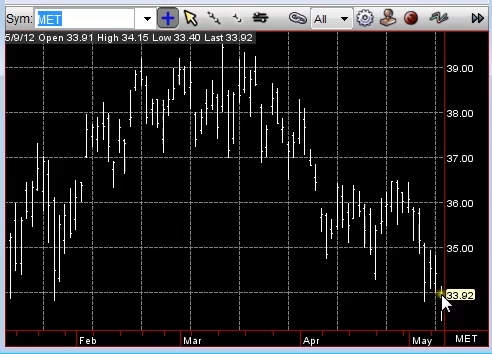 Sym: MET All
5/9/12 Open 33.91 High 34.15 Low 33.40 Last 33.92
39.00
38.00
37.00
36.00
35.00
33.92
Feb Mar Apr May MET